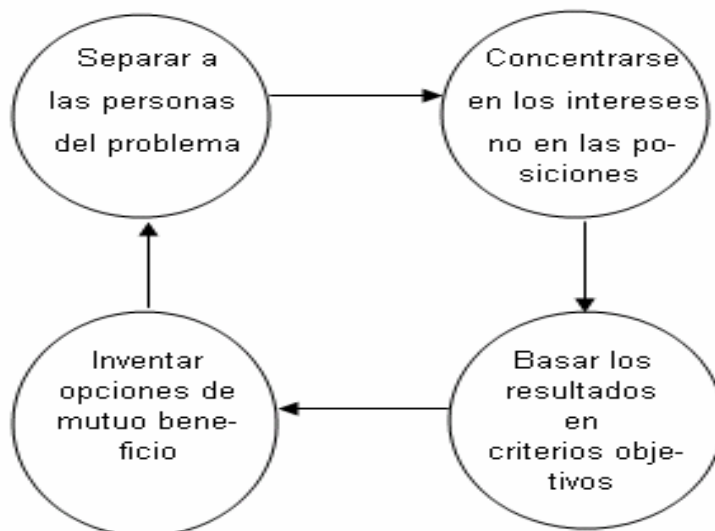 Separar a
las personas
del problema
Concentrarse
en los intereses
no en las po-
siciones
Inventar
opciones de
mutuo bene-
ficio
Basar los
resultados
en
criterios obje-
tivos